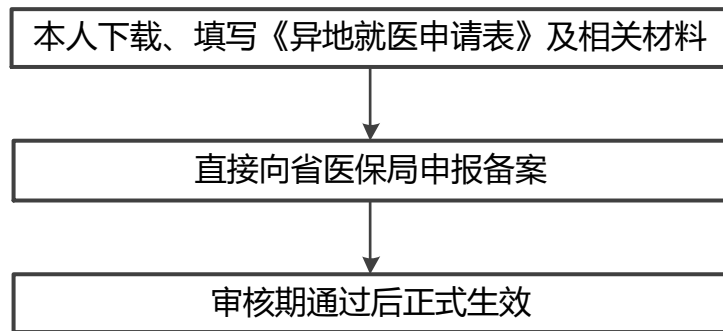 本人下载、填写《异地就医申请表》及相关材料
直接向省医保局申报备案
审核期通过后正式生效